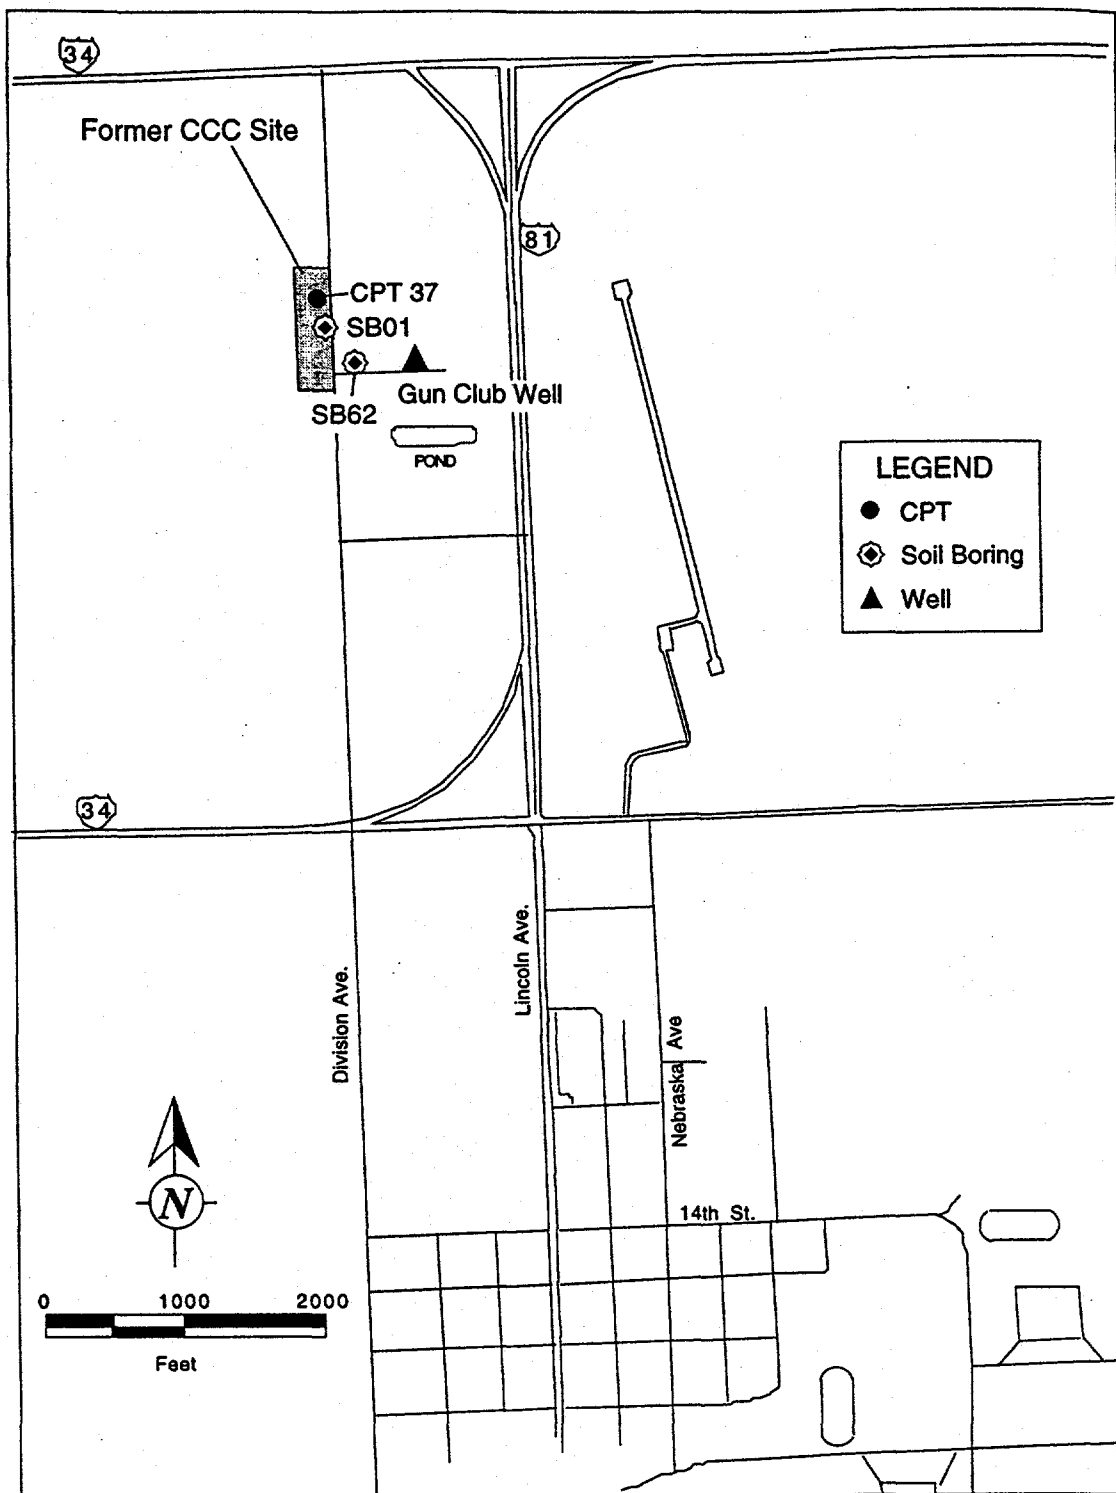 34
Former CCC Site
81
CPT 37
SB01
Gun Club Well
SB62
POND
LEGEND
CPT
Soil Boring
Well
34
Division Ave.
Lincoln Ave.
Nebraska Ave
14th St.
N
0 1000 2000
Feet